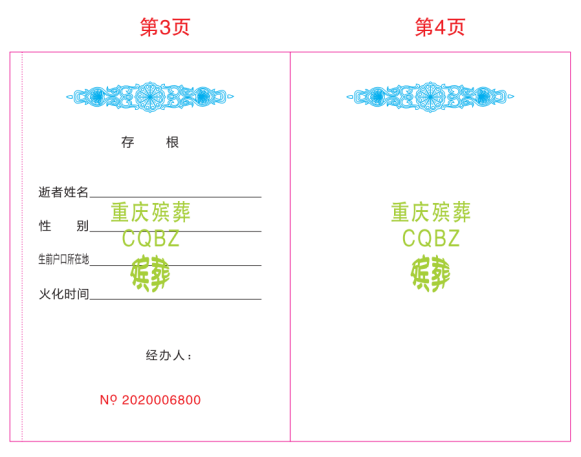 第3页
存 根
逝者姓名
性 别
生前户口所在地
火化时间
重庆殡葬
CQBZ
殡葬
经办人：
No 2020006800
第4页
重庆殡葬
CQBZ
殡葬